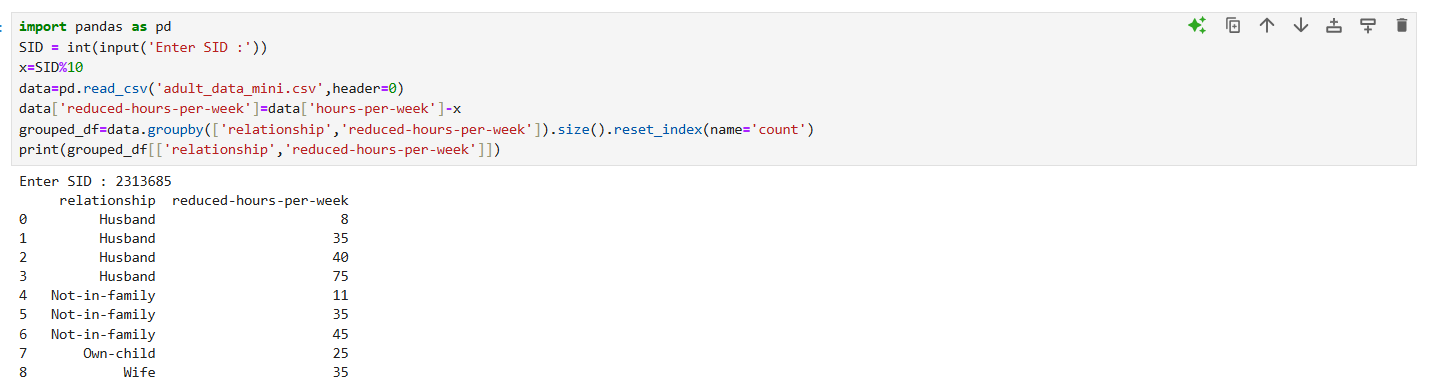 import pandas as pd
SID = int(input('Enter SID :'))
x=SID%10
data=pd.read_csv('adult_data_mini.csv',header=0)
data['reduced-hours-per-week']=data['hours-per-week']-x
grouped_df=data.groupby(['relationship','reduced-hours-per-week']).size().reset_index(name='count')
print(grouped_df[['relationship','reduced-hours-per-week']])
Enter SID : 2313685
relationship reduced-hours-per-week
0 Husband 8
1 Husband 35
2 Husband 40
3 Husband 75
4 Not-in-family 11
5 Not-in-family 35
6 Not-in-family 45
7 Own-child 25
8 Wife 35